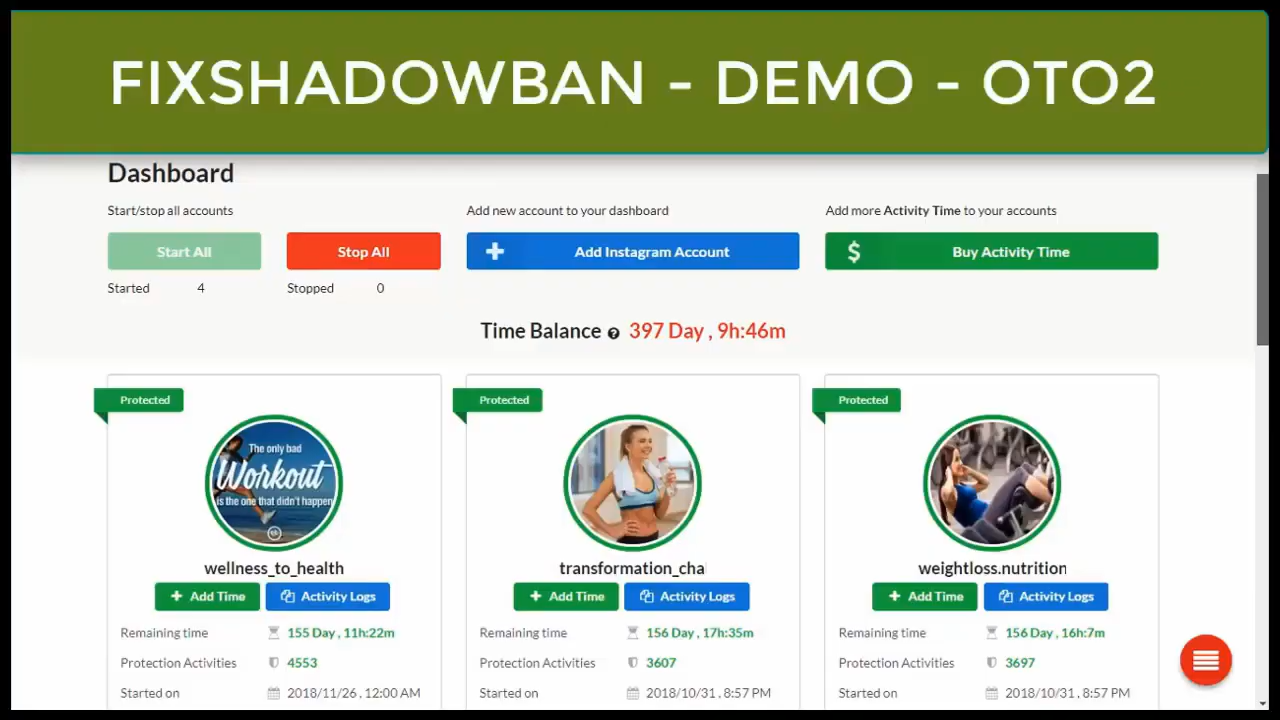 FIXSHADOWBAN - DEMO - OTO2
Dashboard
Start/stop all accounts
Add new account to your dashboard
Add more Activity Time to your accounts
Start All
Stop All
Add Instagram Account
Buy Activity Time
Started 4
Stopped 0
Time Balance 397 Day , 9h:46m
Protected
Protected
Protected
The only bad
Workout
is the one that didn't happen
wellness_to_health
transformation_cha
weightloss.nutrition
Add Time
Activity Logs
Add Time
Activity Logs
Add Time
Activity Logs
Remaining time 155 Day , 11h:22m
Remaining time 156 Day , 17h:35m
Remaining time 156 Day , 16h:7m
Protection Activities 4553
Protection Activities 3607
Protection Activities 3697
Started on 2018/11/26 , 12:00 AM
Started on 2018/10/31 , 8:57 PM
Started on 2018/10/31 , 8:57 PM